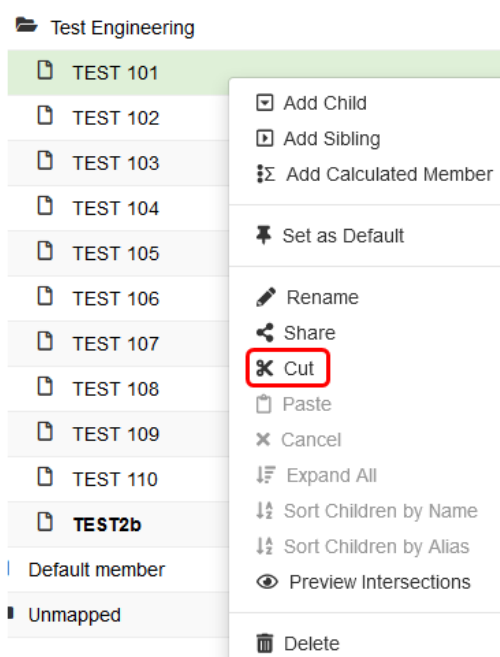 Test Engineering
TEST 101
TEST 102
TEST 103
TEST 104
TEST 105
TEST 106
TEST 107
TEST 108
TEST 109
TEST 110
TEST2b
Default member
Unmapped
Add Child
Add Sibling
Add Calculated Member
Set as Default
Rename
Share
Cut
Paste
Cancel
Expand All
Sort Children by Name
Sort Children by Alias
Preview Intersections
Delete